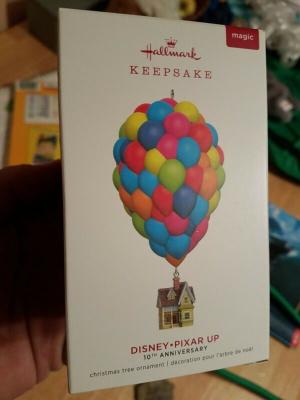 magic
Hallmark
KEEPSAKE
DISNEY•PIXAR UP
10TH ANNIVERSARY
christmas tree ornament | décoration pour l'arbre de noël